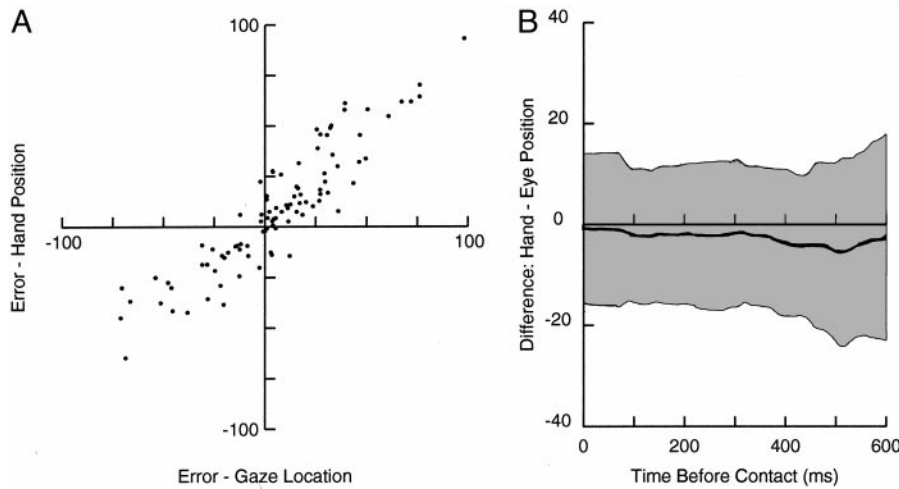 A
100
Error - Hand Position
-100
100
-100
Error - Gaze Location
B
40
20
0
-20
-40
Difference: Hand - Eye Position
0
200
400
600
Time Before Contact (ms)